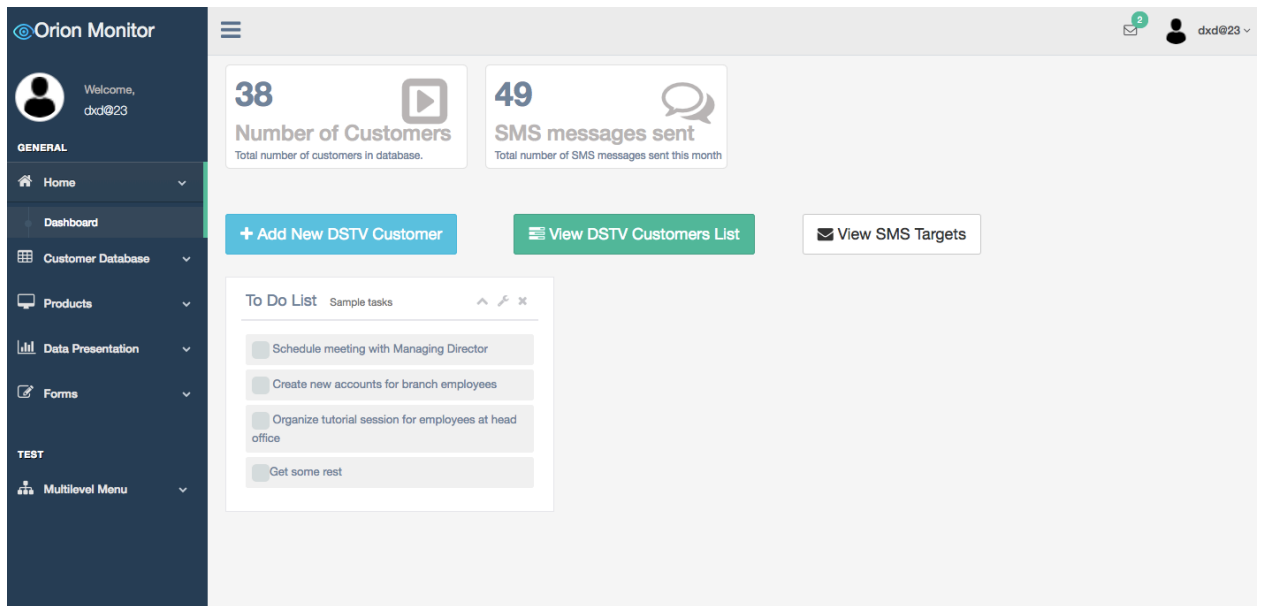 Orion Monitor
2
dxd@23
Welcome,
dxd@23
GENERAL
Home
Dashboard
Customer Database
Products
Data Presentation
Forms
TEST
Multilevel Menu
38
Number of Customers
Total number of customers in database.
49
SMS messages sent
Total number of SMS messages sent this month
+ Add New DSTV Customer
View DSTV Customers List
View SMS Targets
To Do List Sample tasks
Schedule meeting with Managing Director
Create new accounts for branch employees
Organize tutorial session for employees at head
office
Get some rest